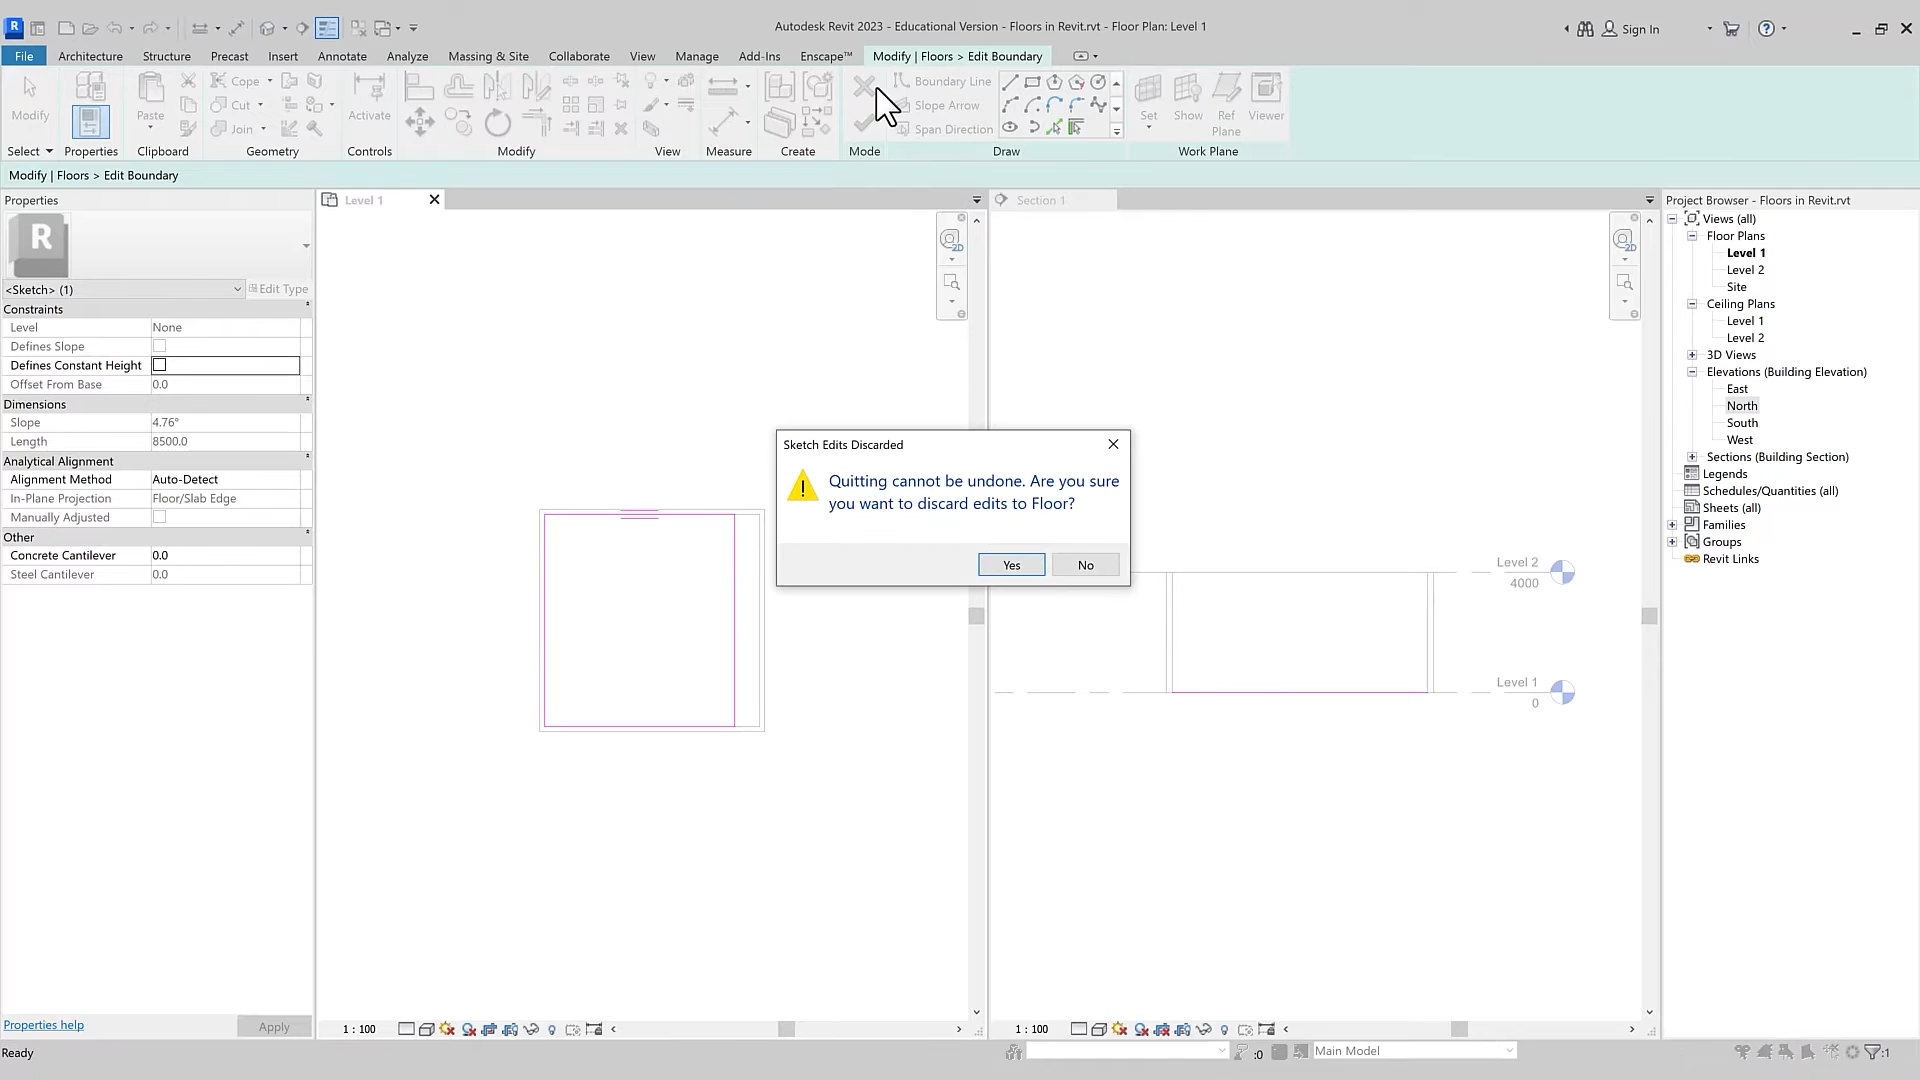 R
Autodesk Revit 2023 - Educational Version - Floors in Revit.rvt - Floor Plan: Level 1
Sign In
File Architecture Structure Precast Insert Annotate Analyze Massing & Site Collaborate View Manage Add-Ins Enscape™ Modify | Floors > Edit Boundary
Modify
Properties
Paste
Cope
Cut
Join
Activate
Boundary Line
Slope Arrow
Span Direction
Set
Show
Ref
Plane
Viewer
Select Properties Clipboard Geometry Controls Modify View Measure Create Mode Draw Work Plane
Modify | Floors > Edit Boundary
Properties
R
<Sketch> (1)
Edit Type
Constraints
Level None
Defines Slope
Defines Constant Height
Offset From Base 0.0
Dimensions
Slope 4.76°
Length 8500.0
Analytical Alignment
Alignment Method Auto-Detect
In-Plane Projection Floor/Slab Edge
Manually Adjusted
Other
Concrete Cantilever 0.0
Steel Cantilever 0.0
Properties help
Apply
Ready
Level 1
2D
1 : 100
Sketch Edits Discarded
Quitting cannot be undone. Are you sure
you want to discard edits to Floor?
Yes No
Section 1
2D
Level 2
4000
Level 1
0
1 : 100
:0
Main Model
:1
Project Browser - Floors in Revit.rvt
Views (all)
Floor Plans
Level 1
Level 2
Site
Ceiling Plans
Level 1
Level 2
3D Views
Elevations (Building Elevation)
East
North
South
West
Sections (Building Section)
Legends
Schedules/Quantities (all)
Sheets (all)
Families
Groups
Revit Links